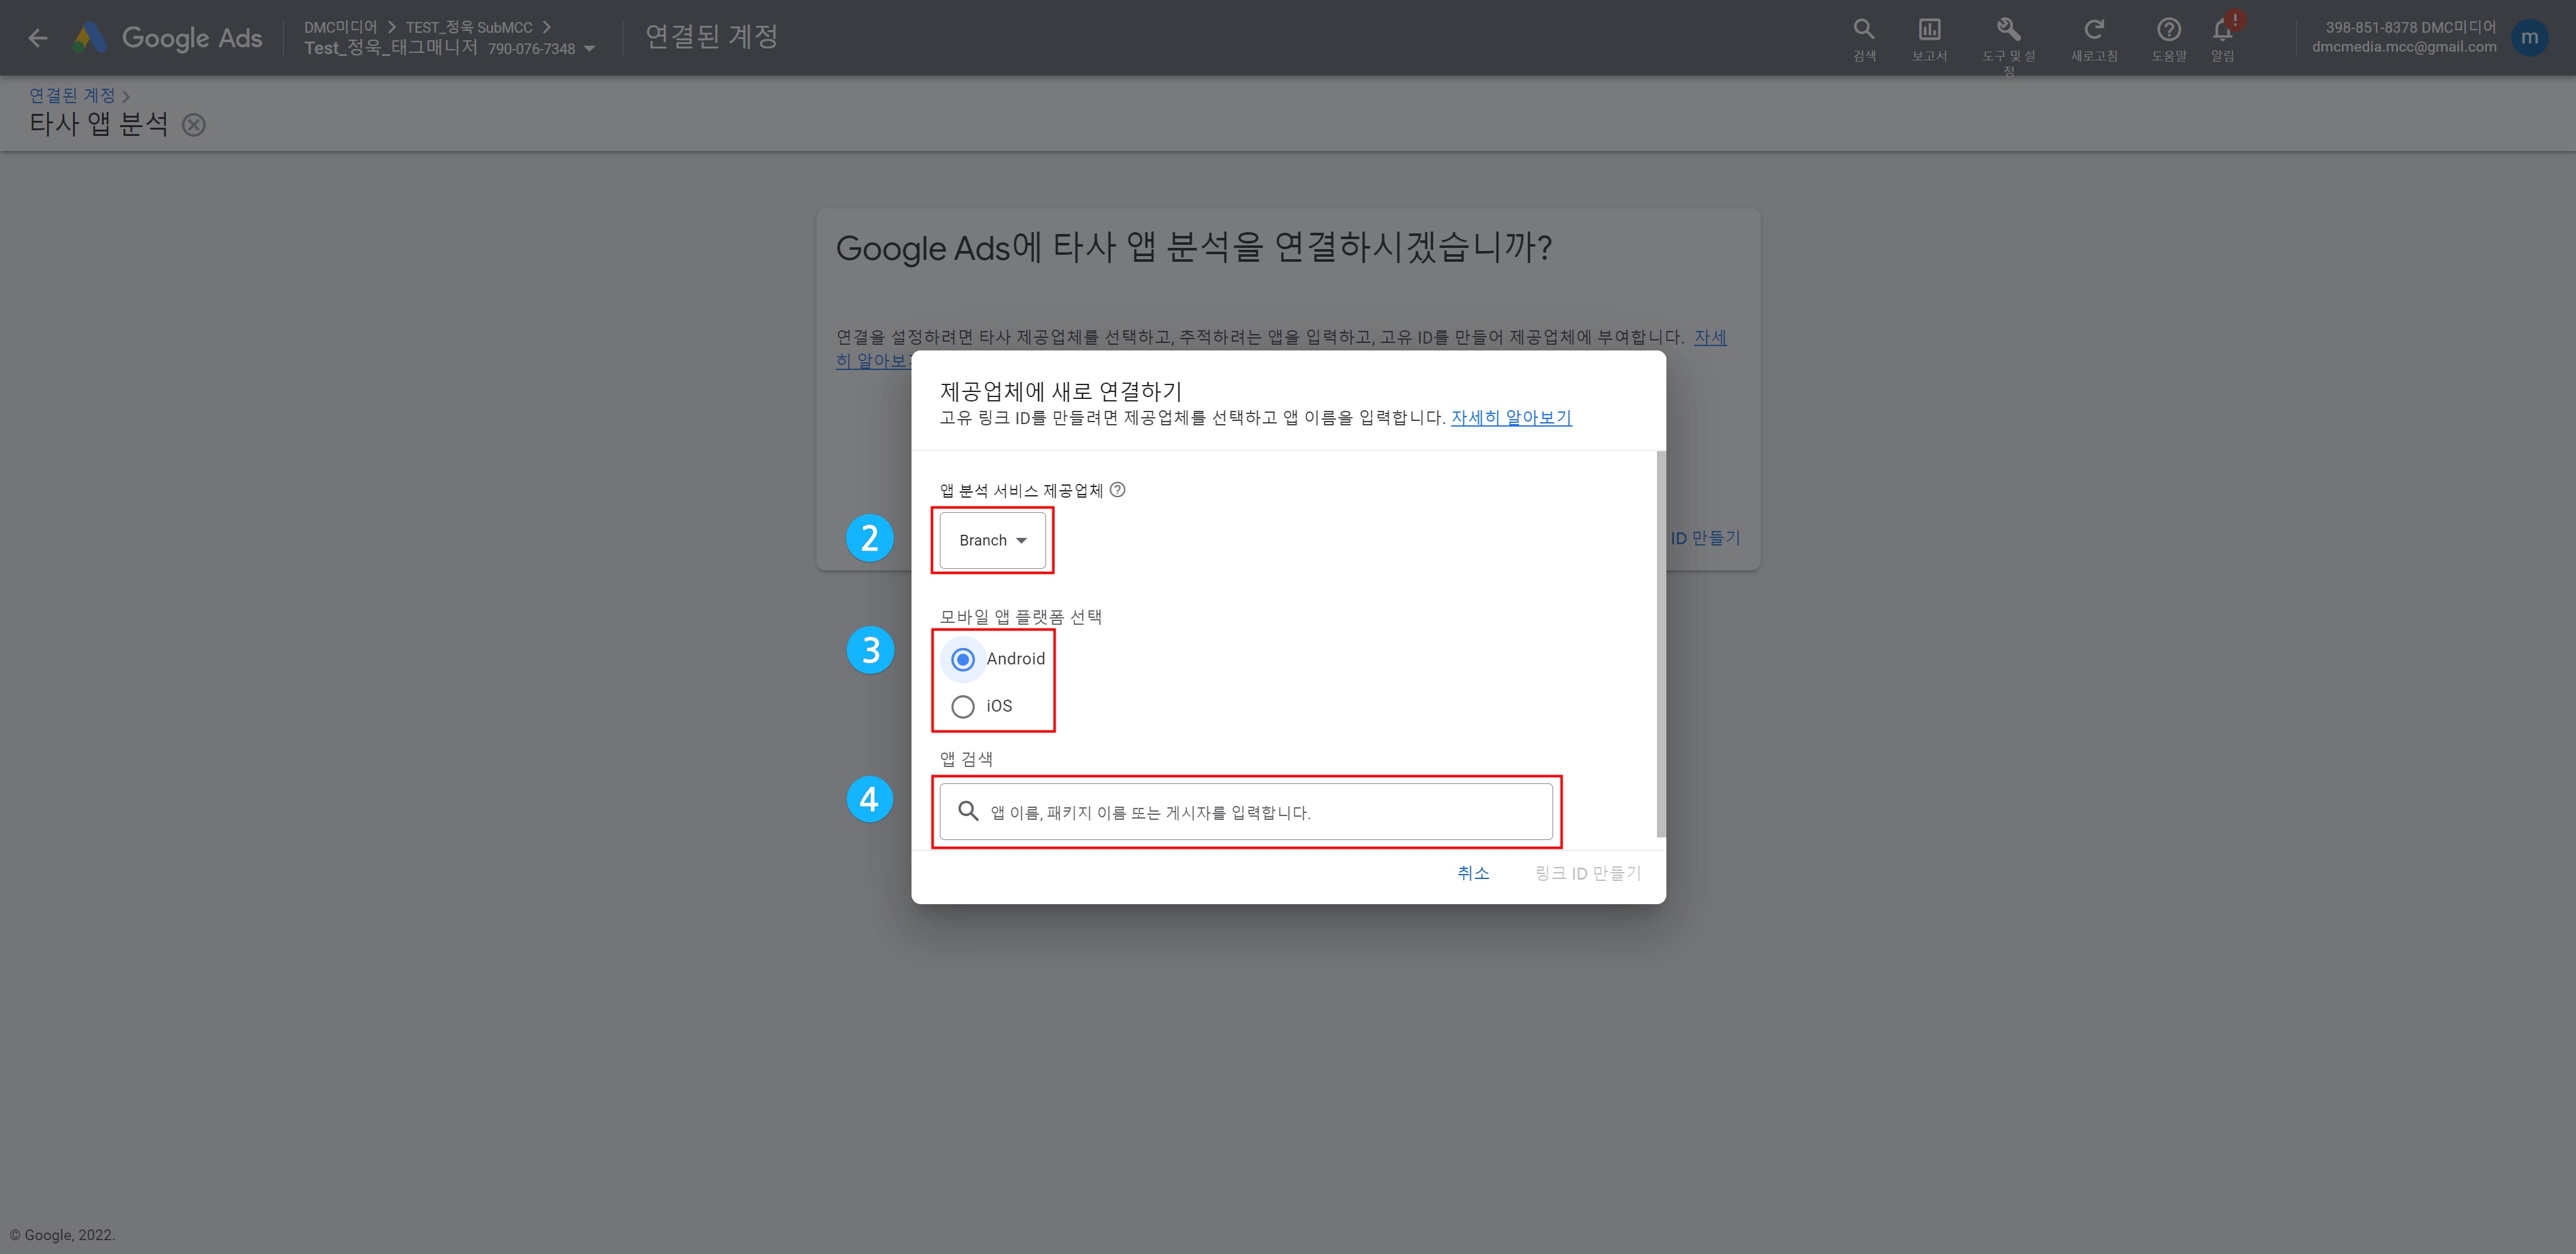 Google Ads
DMC미디어 > TEST_정욱 SubMCC >
Test_정욱_태그매니저 790-076-7348
연결된 계정
검색
보고서
도구 및 설
정
새로고침
도움말
알림
!
398-851-8378 DMC미디어
dmcmedia.mcc@gmail.com
m
연결된 계정 >
타사 앱 분석
Google Ads에 타사 앱 분석을 연결하시겠습니까?
연결을 설정하려면 타사 제공업체를 선택하고, 추적하려는 앱을 입력하고, 고유 ID를 만들어 제공업체에 부여합니다. 자세
히 알아보
제공업체에 새로 연결하기
고유 링크 ID를 만들려면 제공업체를 선택하고 앱 이름을 입력합니다. 자세히 알아보기
앱 분석 서비스 제공업체 ?
2
Branch
ID 만들기
모바일 앱 플랫폼 선택
3
Android
iOS
앱 검색
4
앱 이름, 패키지 이름 또는 게시자를 입력합니다.
취소
링크 ID 만들기
© Google, 2022.